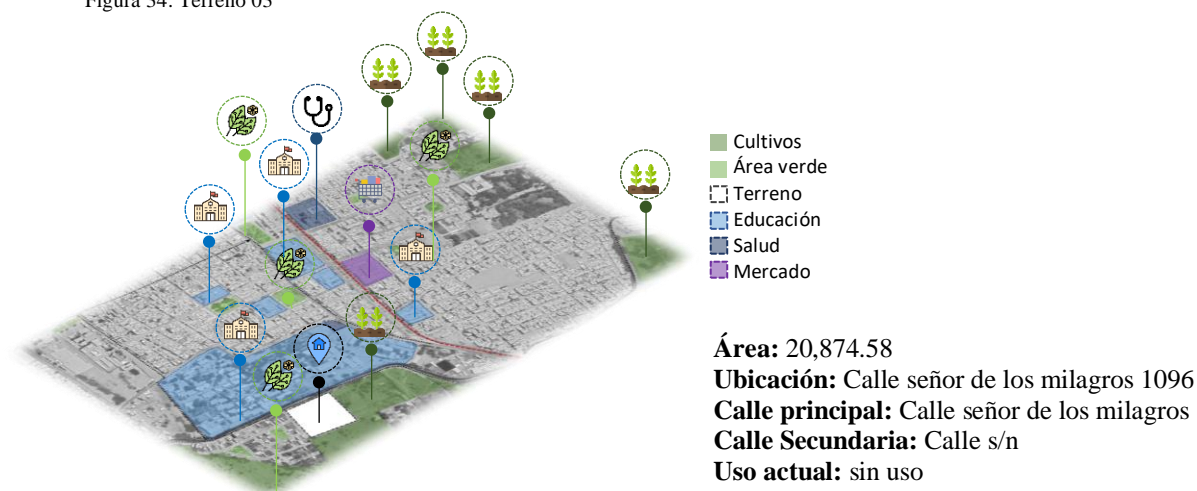 Figura 34: Terreno 03
Cultivos
Área verde
Terreno
Educación
Salud
Mercado
Área: 20,874.58
Ubicación: Calle señor de los milagros 1096
Calle principal: Calle señor de los milagros
Calle Secundaria: Calle s/n
Uso actual: sin uso